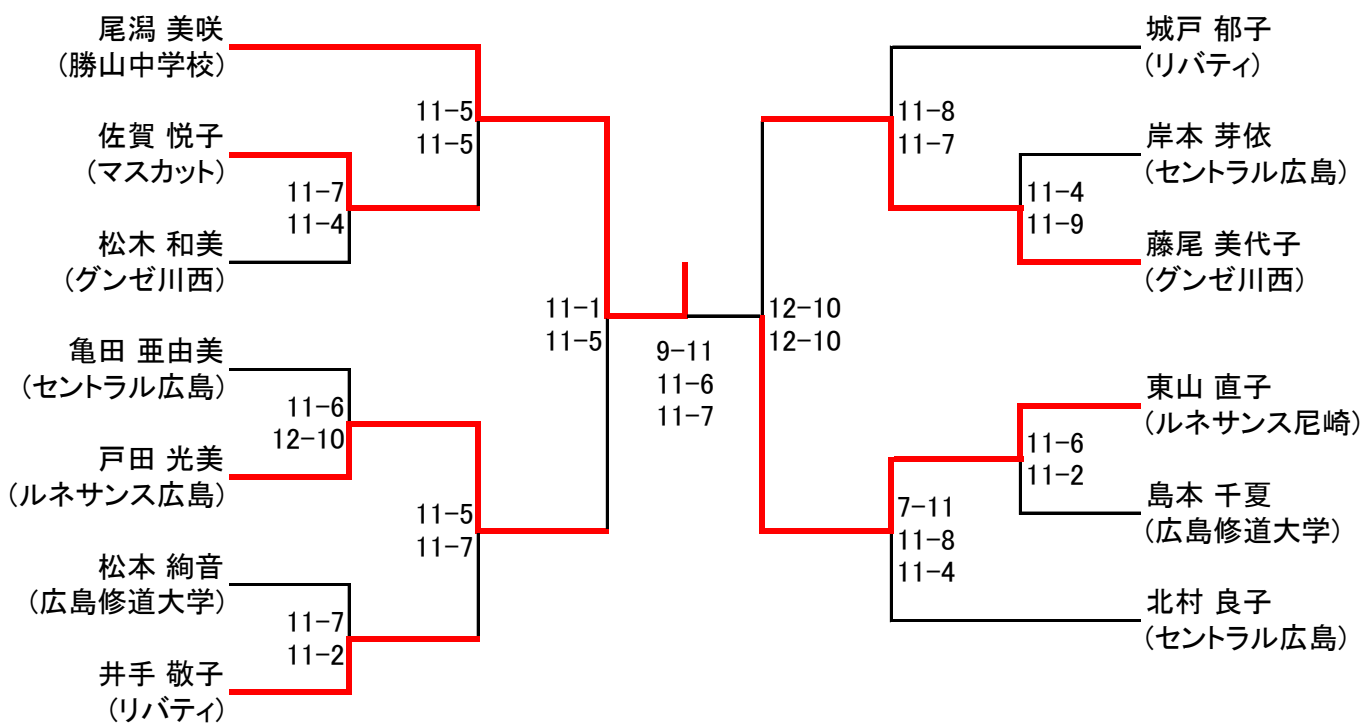 尾潟 美咲
(勝山中学校)
佐賀 悦子
(マスカット)
松木 和美
(グンゼ川西)
亀田 亜由美
(セントラル広島)
戸田 光美
(ルネサンス広島)
松本 絢音
(広島修道大学)
井手 敬子
(リバティ)
11-7
11-4
11-6
12-10
11-7
11-2
11-5
11-5
11-5
11-7
11-1
11-5
9-11
11-6
11-7
12-10
12-10
11-8
11-7
7-11
11-8
11-4
11-4
11-9
11-6
11-2
城戸 郁子
(リバティ)
岸本 芽依
(セントラル広島)
藤尾 美代子
(グンゼ川西)
東山 直子
(ルネサンス尼崎)
島本 千夏
(広島修道大学)
北村 良子
(セントラル広島)